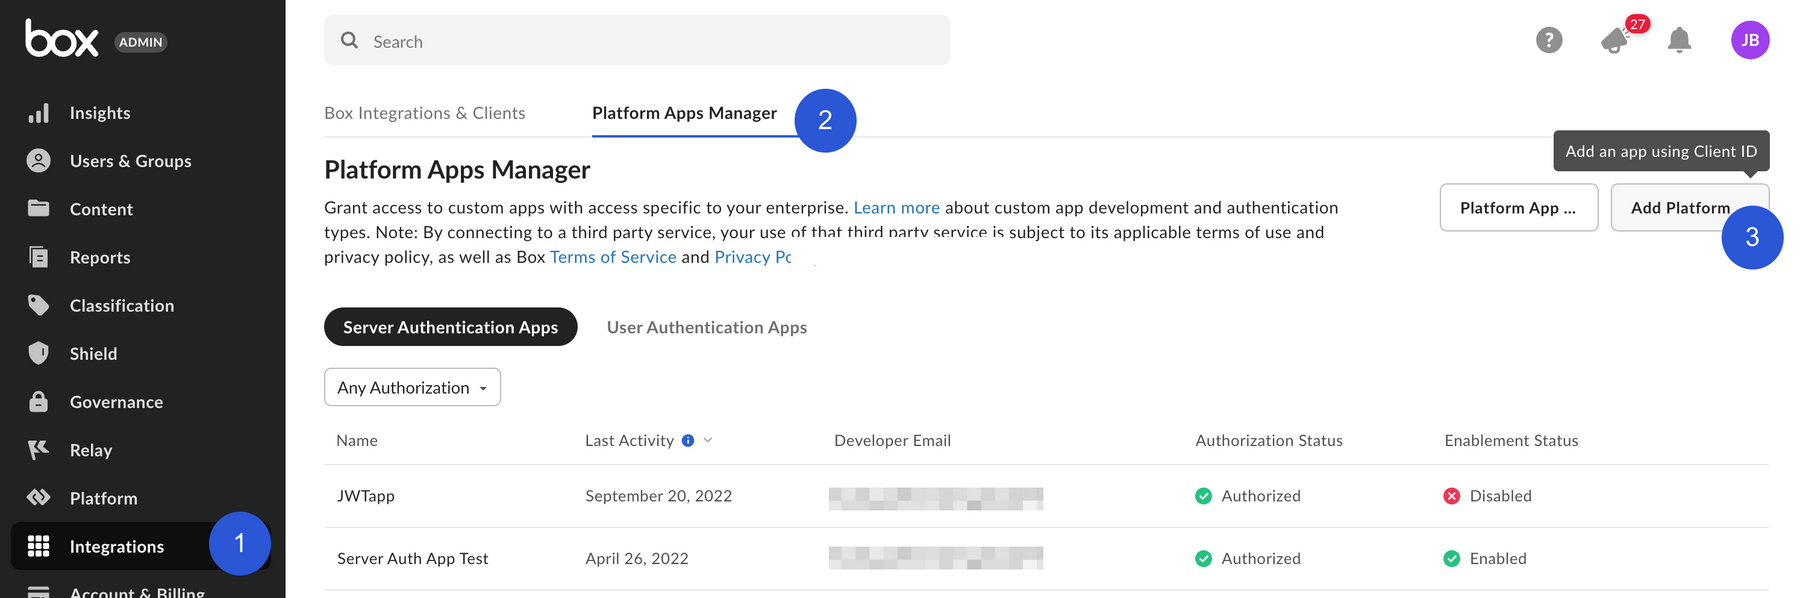 box ADMIN
Search
?
27
JB
Insights
Users & Groups
Content
Reports
Classification
Shield
Governance
Relay
Platform
Integrations
1
Account & Billing
Box Integrations & Clients
Platform Apps Manager
2
Add an app using Client ID
Platform Apps Manager
Grant access to custom apps with access specific to your enterprise. Learn more about custom app development and authentication
types. Note: By connecting to a third party service, your use of that third party service is subject to its applicable terms of use and
privacy policy, as well as Box Terms of Service and Privacy
Platform App ...
Add Platform
3
Server Authentication Apps
User Authentication Apps
Any Authorization
Name Last Activity Developer Email Authorization Status Enablement Status
JWTapp September 20, 2022 Authorized Disabled
Server Auth App Test April 26, 2022 Authorized Enabled